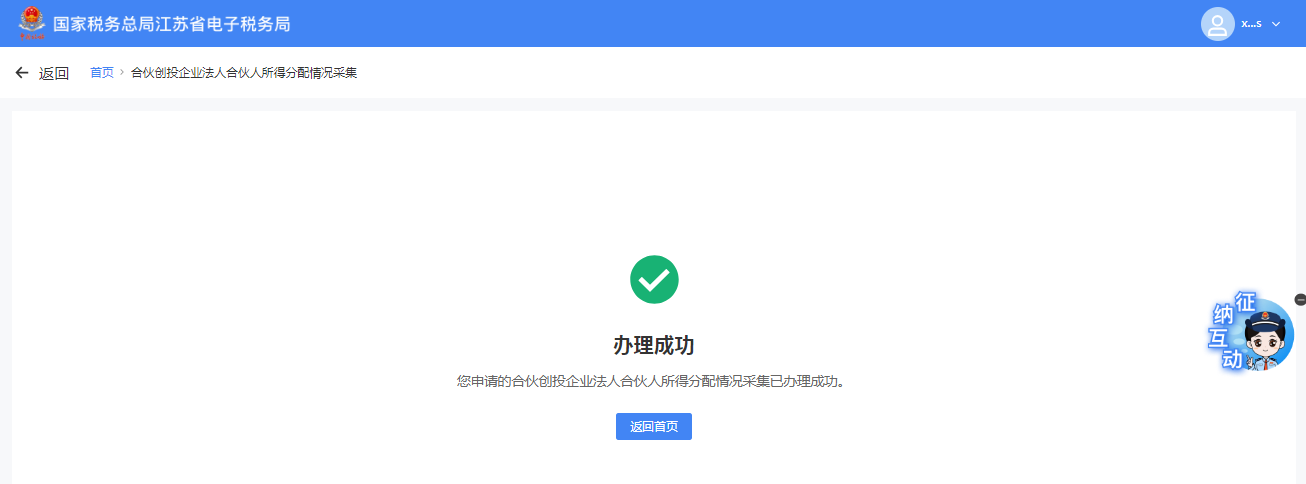 国家税务总局江苏省电子税务局
x...s
返回 首页 > 合伙创投企业法人合伙人所得分配情况采集
征纳互动
办理成功
您申请的合伙创投企业法人合伙人所得分配情况采集已办理成功。
返回首页